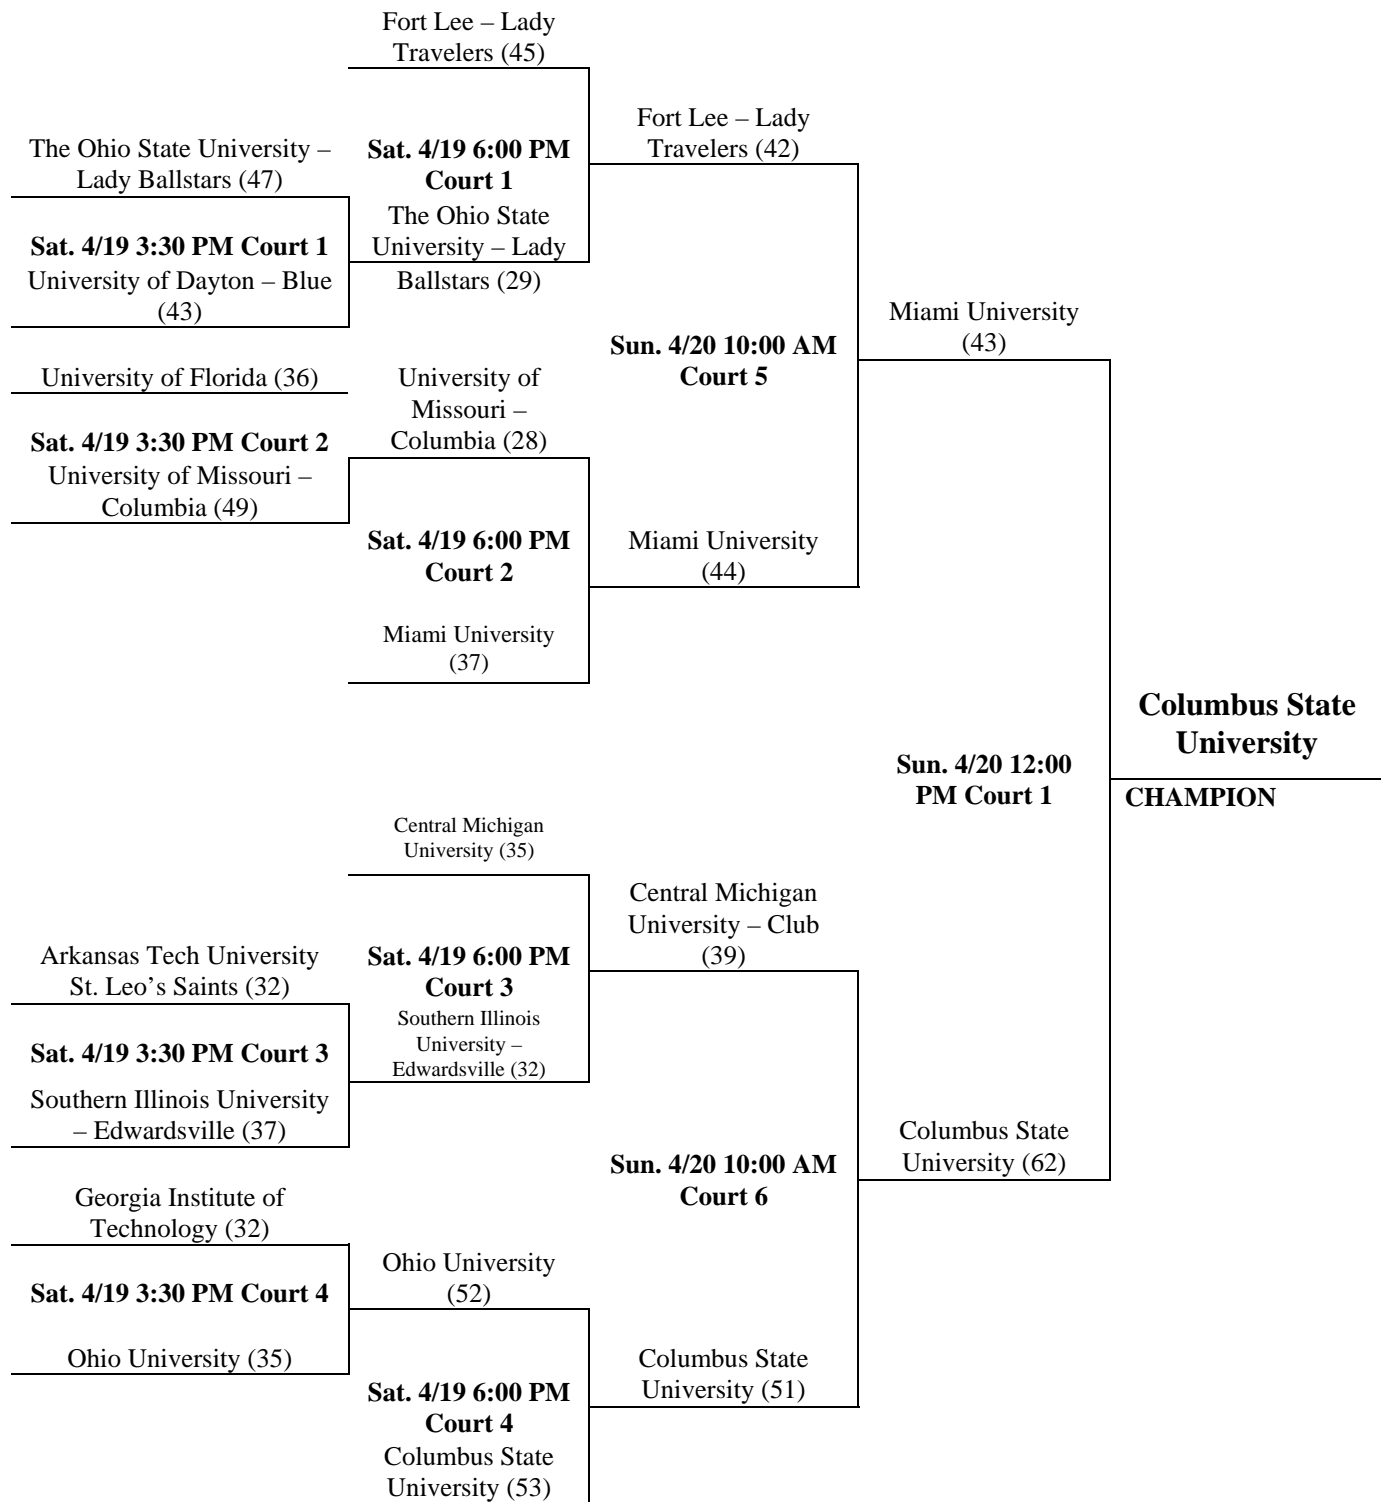 Fort Lee – Lady
Travelers (45)
The Ohio State University –
Lady Ballstars (47)
Sat. 4/19 6:00 PM
Court 1
Fort Lee – Lady
Travelers (42)
Sat. 4/19 3:30 PM Court 1
University of Dayton – Blue
(43)
The Ohio State
University – Lady
Ballstars (29)
Sun. 4/20 10:00 AM
Court 5
Miami University
(43)
University of Florida (36)
Sat. 4/19 3:30 PM Court 2
University of Missouri –
Columbia (49)
University of
Missouri –
Columbia (28)
Sat. 4/19 6:00 PM
Court 2
Miami University
(44)
Miami University
(37)
Columbus State
University
CHAMPION
Sun. 4/20 12:00
PM Court 1
Central Michigan
University (35)
Central Michigan
University – Club
(39)
Arkansas Tech University
St. Leo’s Saints (32)
Sat. 4/19 6:00 PM
Court 3
Sat. 4/19 3:30 PM Court 3
Southern Illinois
University –
Edwardsville (32)
Southern Illinois University
– Edwardsville (37)
Sun. 4/20 10:00 AM
Court 6
Columbus State
University (62)
Georgia Institute of
Technology (32)
Sat. 4/19 3:30 PM Court 4
Ohio University
(52)
Ohio University (35)
Sat. 4/19 6:00 PM
Court 4
Columbus State
University (51)
Columbus State
University (53)